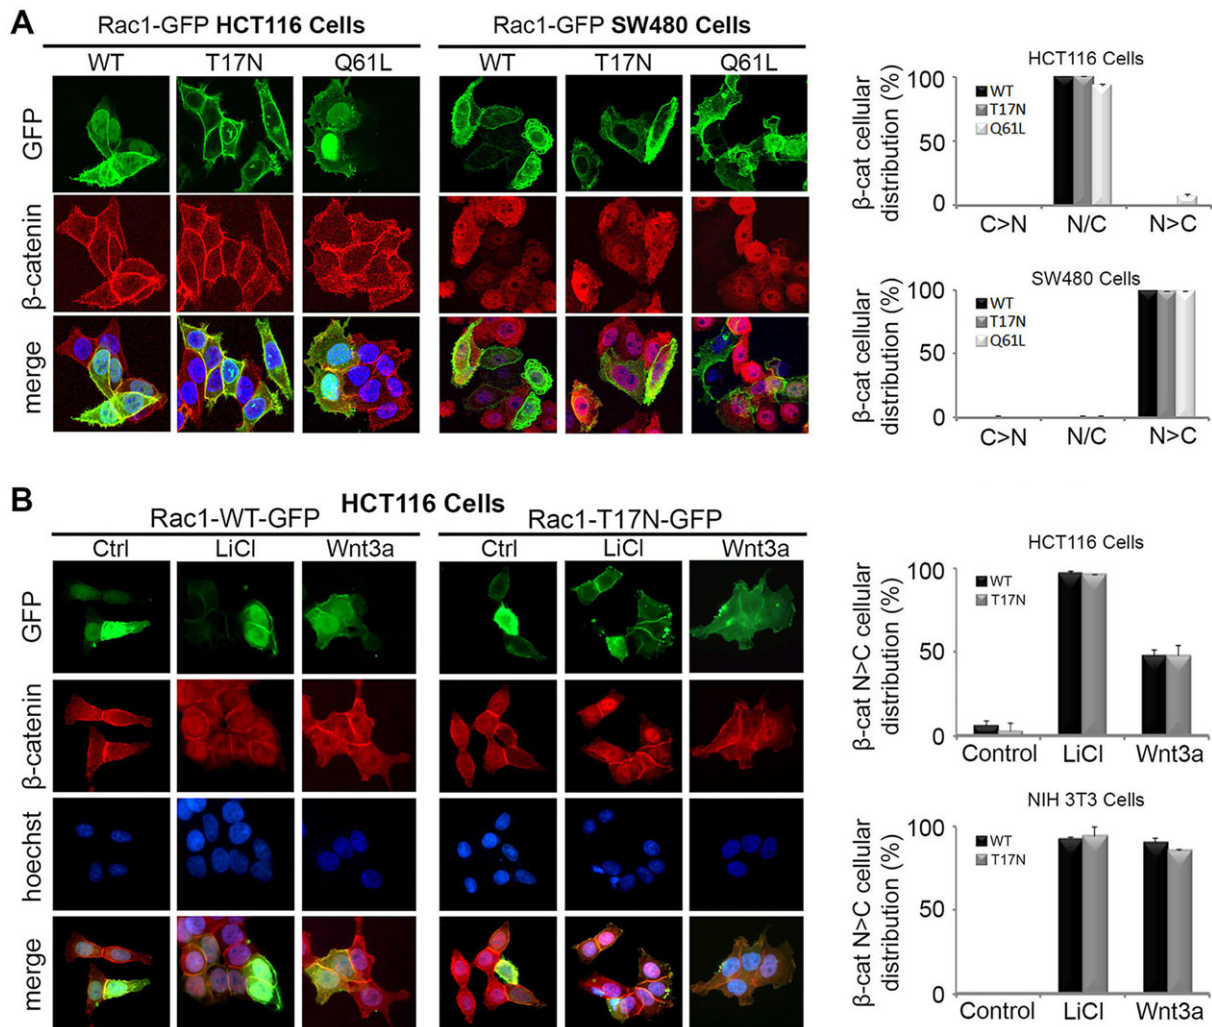 A
Rac1-GFP HCT116 Cells
Rac1-GFP SW480 Cells
WT T17N Q61L
WT T17N Q61L
GFP
β-catenin
merge
HCT116 Cells
β-cat cellular
distribution (%)
100
50
0
WT
T17N
Q61L
C>N N/C N>C
SW480 Cells
β-cat cellular
distribution (%)
100
50
0
WT
T17N
Q61L
C>N N/C N>C
B
HCT116 Cells
Rac1-WT-GFP
Rac1-T17N-GFP
Ctrl LiCl Wnt3a
Ctrl LiCl Wnt3a
GFP
β-catenin
hoechst
merge
HCT116 Cells
β-cat N>C cellular
distribution (%)
100
50
0
WT
T17N
Control LiCl Wnt3a
NIH 3T3 Cells
β-cat N>C cellular
distribution (%)
100
50
0
WT
T17N
Control LiCl Wnt3a